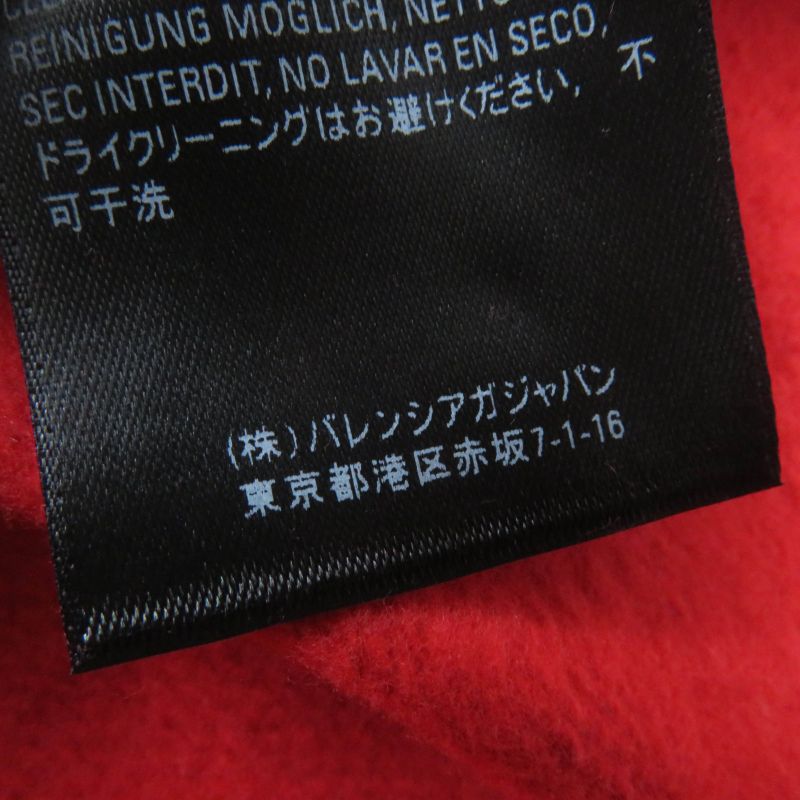 REINIGUNG MÖGLICH, NETTO
SEC INTERDIT, NO LAVAR EN SECO,
ドライクリーニングはお避けください, 不
可干洗
(株)バレンシアガジャパン
東京都港区赤坂7-1-16